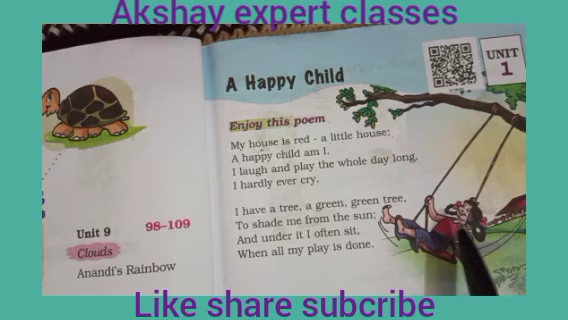 Akshay expert classes
UNIT
1
A Happy Child
Enjoy this poem
My house is red - a little house;
A happy child am I.
I laugh and play the whole day long.
I hardly ever cry.
I have a tree, a green, green tree,
To shade me from the sun;
And under it I often sit,
When all my play is done.
Unit 9 98–109
Clouds
Anandi's Rainbow
Like share subcribe